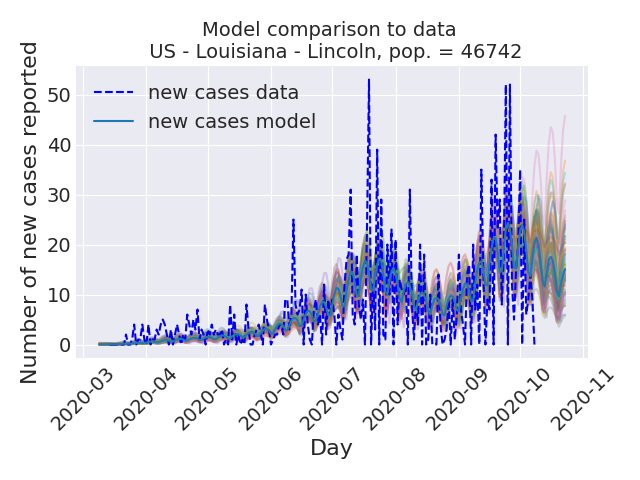 Model comparison to data
US - Louisiana - Lincoln, pop. = 46742
Number of new cases reported
50
40
30
20
10
0
new cases data
new cases model
2020-03
2020-04
2020-05
2020-06
2020-07
2020-08
2020-09
2020-10
2020-11
Day